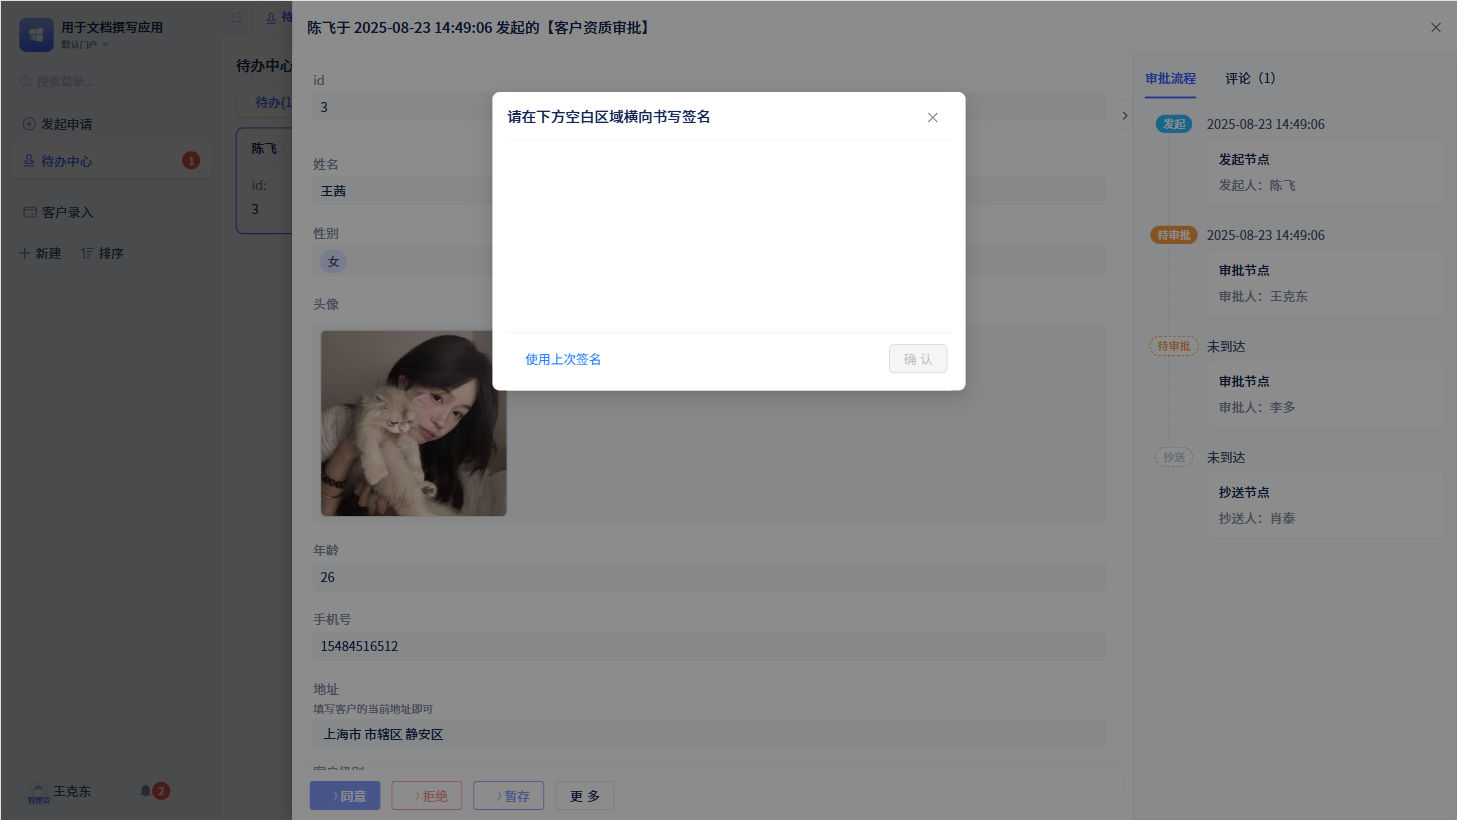 用于文档撰写应用
默认门户
搜索菜单...
发起申请
待办中心
1
客户录入
新建
排序
王克东
管理员
2
待
待办中心
待办(1
陈飞
id:
3
陈飞于 2025-08-23 14:49:06 发起的【客户资质审批】
id
3
姓名
王茜
性别
女
头像
年龄
26
手机号
15484516512
地址
填写客户的当前地址即可
上海市 市辖区 静安区
客户级别
同意
拒绝
暂存
更 多
请在下方空白区域横向书写签名
使用上次签名
确 认
审批流程
评论（1）
发起
2025-08-23 14:49:06
发起节点
发起人：陈飞
待审批
2025-08-23 14:49:06
审批节点
审批人：王克东
待审批
未到达
审批节点
审批人：李多
抄送
未到达
抄送节点
抄送人：肖泰